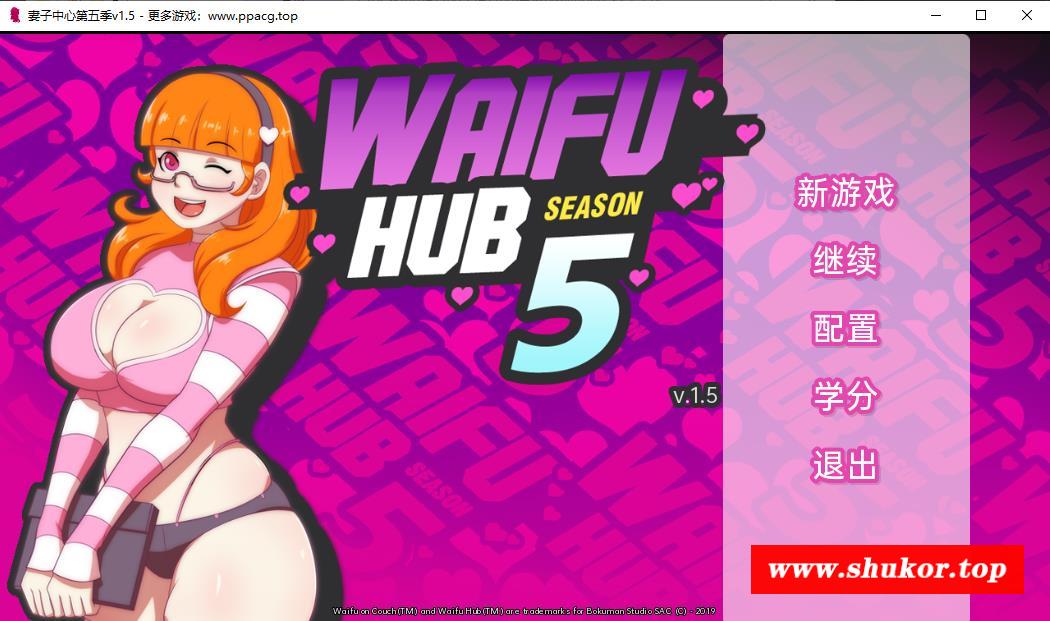 妻子中心第五季v1.5 - 更多游戏：www.ppacg.top
WAIFU
HUB SEASON
5
v.1.5
新游戏
继续
配置
学分
退出
www.shukor.top
Waifu on Couch(TM) and Waifu Hub(TM) are trademarks for Bokuman Studio SAC (C) - 2019